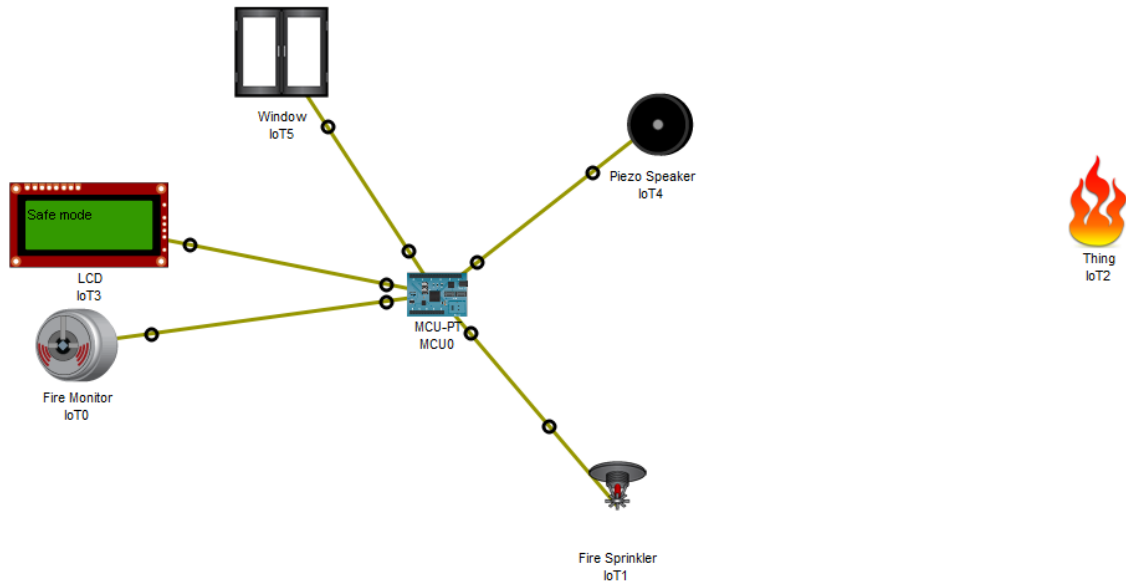 Window
IoT5
Piezo Speaker
IoT4
Safe mode
LCD
IoT3
Thing
IoT2
MCU-PT
MCU0
Fire Monitor
IoT0
Fire Sprinkler
IoT1